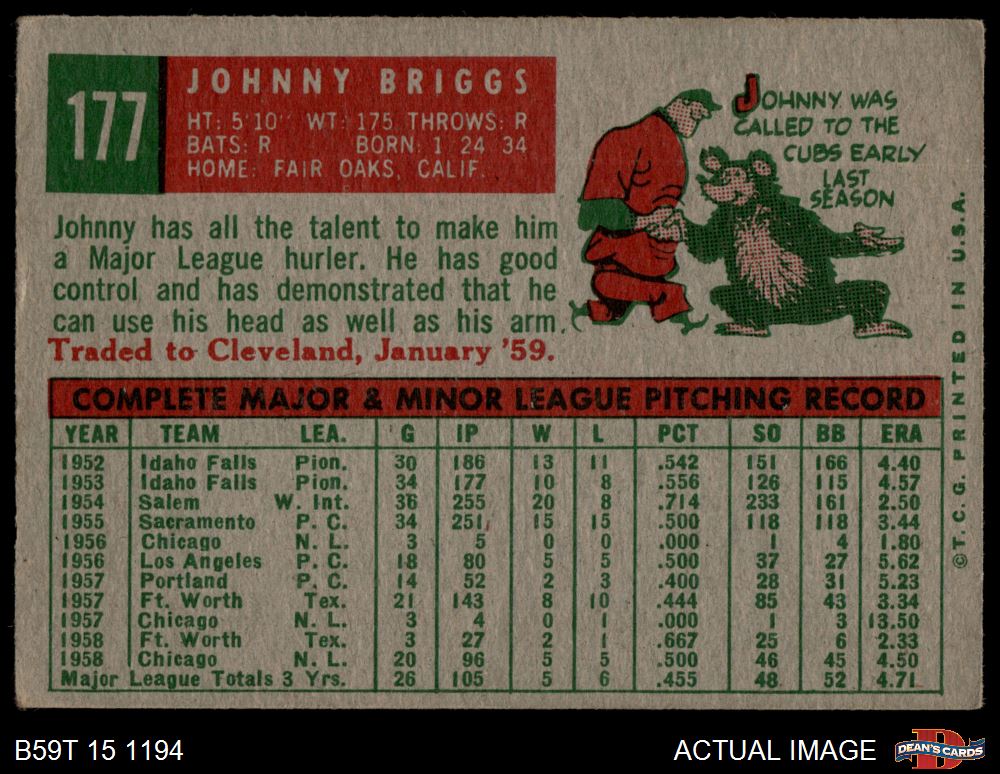 177
JOHNNY BRIGGS
HT: 5'10" WT: 175 THROWS: R
BATS: R BORN: 1 24 34
HOME: FAIR OAKS, CALIF.
JOHNNY WAS
CALLED TO THE
CUBS EARLY
LAST
SEASON
Johnny has all the talent to make him
a Major League hurler. He has good
control and has demonstrated that he
can use his head as well as his arm.
Traded to Cleveland, January '59.
COMPLETE MAJOR & MINOR LEAGUE PITCHING RECORD
YEAR TEAM LEA. G IP W L PCT SO BB ERA
1952 Idaho Falls Pion. 30 186 13 11 .542 151 166 4.40
1953 Idaho Falls Pion. 34 177 10 8 .556 126 115 4.57
1954 Salem W. Int. 36 255 20 8 .714 233 161 2.50
1955 Sacramento P. C. 34 251 15 15 .500 118 118 3.44
1956 Chicago N. L. 3 5 0 0 .000 1 4 1.80
1956 Los Angeles P. C. 18 80 5 5 .500 37 27 5.62
1957 Portland P. C. 14 52 2 3 .400 28 31 5.23
1957 Ft. Worth Tex. 21 143 8 10 .444 85 43 3.34
1957 Chicago N. L. 3 4 0 1 .000 1 3 13.50
1958 Ft. Worth Tex. 3 27 2 1 .667 25 6 2.33
1958 Chicago N. L. 20 96 5 5 .500 46 45 4.50
Major League Totals 3 Yrs. 26 105 5 6 .455 48 52 4.71
©T. C. G. PRINTED IN U.S.A.
B59T 15 1194
ACTUAL IMAGE
D
DEAN'S CARDS